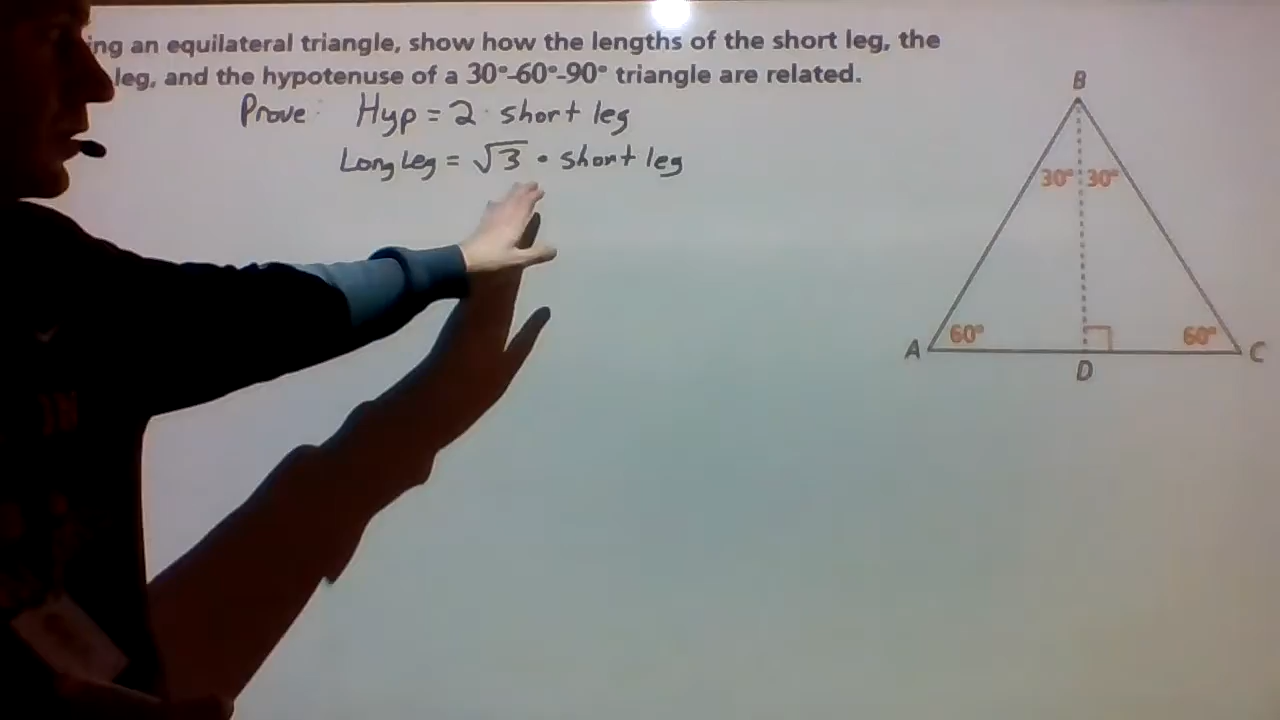 ing an equilateral triangle, show how the lengths of the short leg, the
leg, and the hypotenuse of a 30°-60°-90° triangle are related.
Prove: Hyp = 2 · short leg
Long Leg = √3 • short leg
B
30° 30°
A 60° 60° C
D